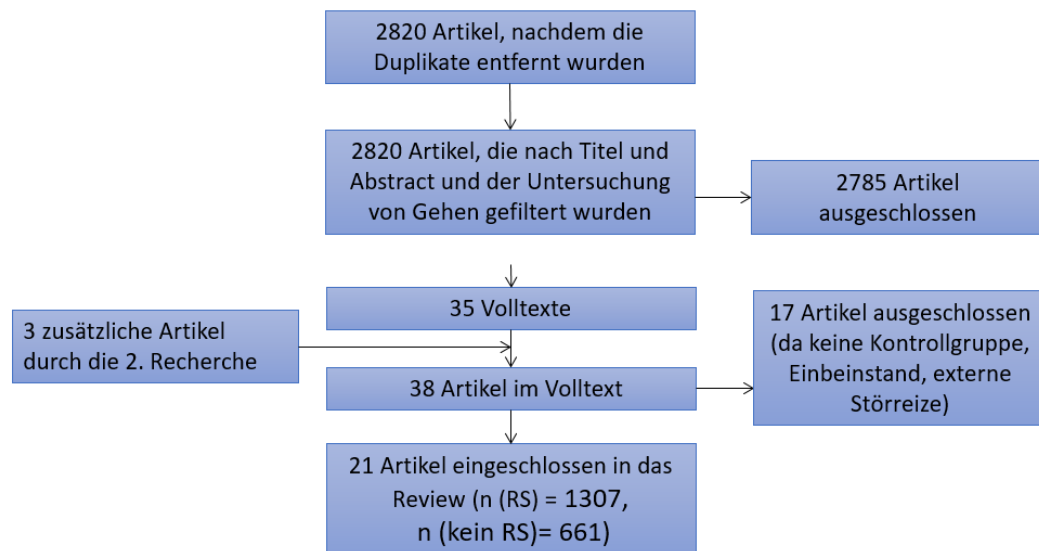 2820 Artikel, nachdem die
Duplikate entfernt wurden
2820 Artikel, die nach Titel und
Abstract und der Untersuchung
von Gehen gefiltert wurden
2785 Artikel
ausgeschlossen
35 Volltexte
3 zusätzliche Artikel
durch die 2. Recherche
38 Artikel im Volltext
17 Artikel ausgeschlossen
(da keine Kontrollgruppe,
Einbeinstand, externe
Störreize)
21 Artikel eingeschlossen in das
Review (n (RS) = 1307,
n (kein RS)= 661)